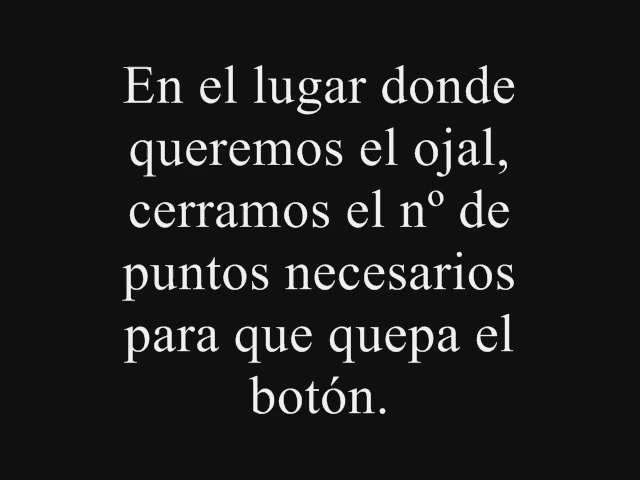 En el lugar donde
queremos el ojal,
cerramos el nº de
puntos necesarios
para que quepa el
botón.